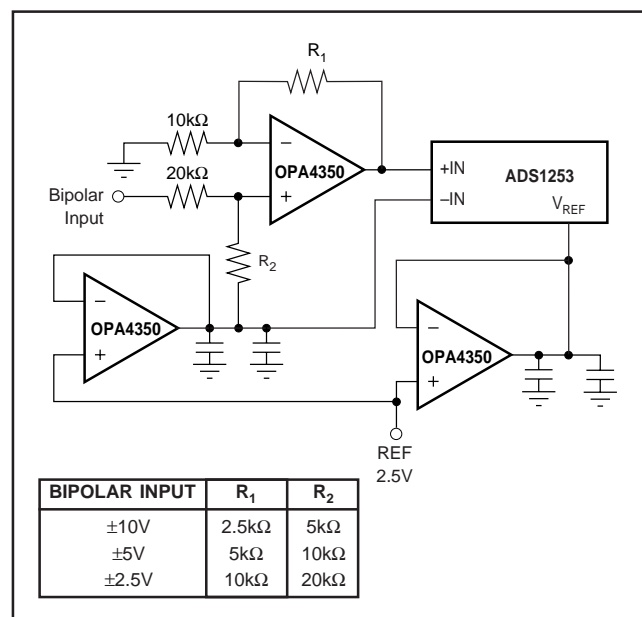 R1
10kΩ
−
OPA4350
+
20kΩ
Bipolar
Input
+IN
ADS1253
−IN
VREF
R2
−
OPA4350
+
−
OPA4350
+
REF
2.5V
BIPOLAR INPUT R1 R2
±10V 2.5kΩ 5kΩ
±5V 5kΩ 10kΩ
±2.5V 10kΩ 20kΩ